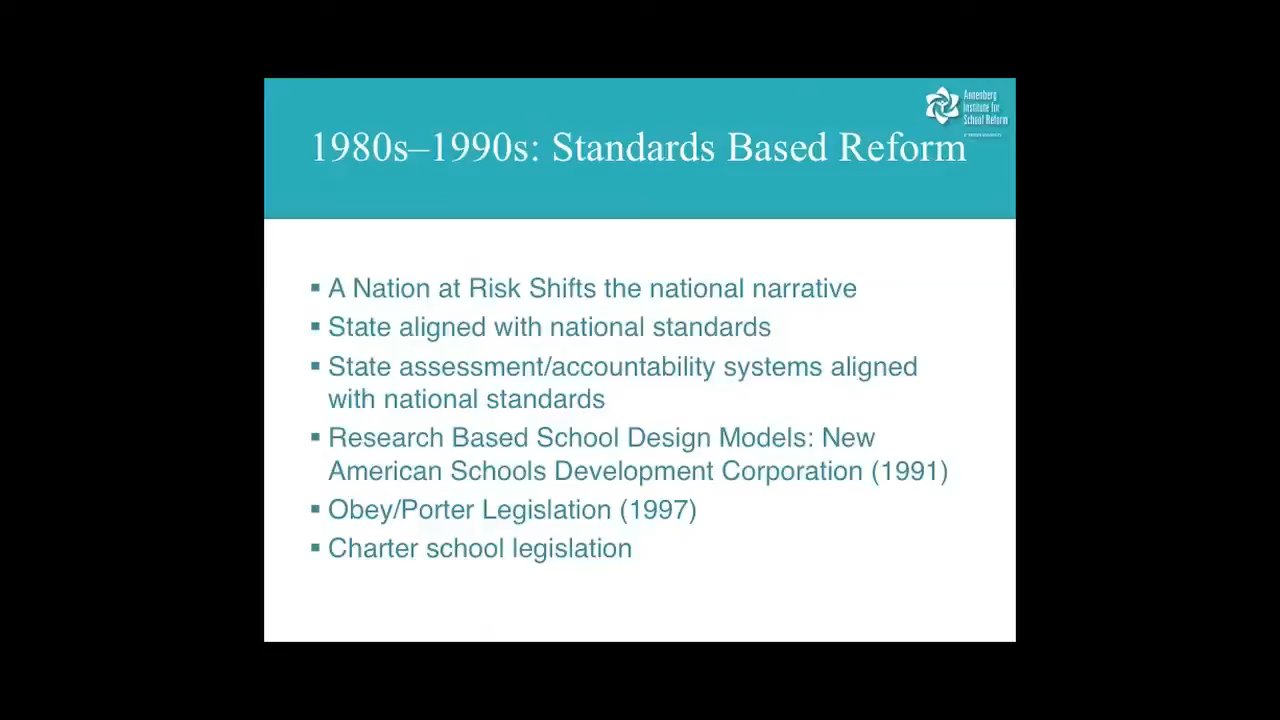 Annenberg
Institute for
School Reform
1980s–1990s: Standards Based Reform
▪ A Nation at Risk Shifts the national narrative
▪ State aligned with national standards
▪ State assessment/accountability systems aligned
with national standards
▪ Research Based School Design Models: New
American Schools Development Corporation (1991)
▪ Obey/Porter Legislation (1997)
▪ Charter school legislation